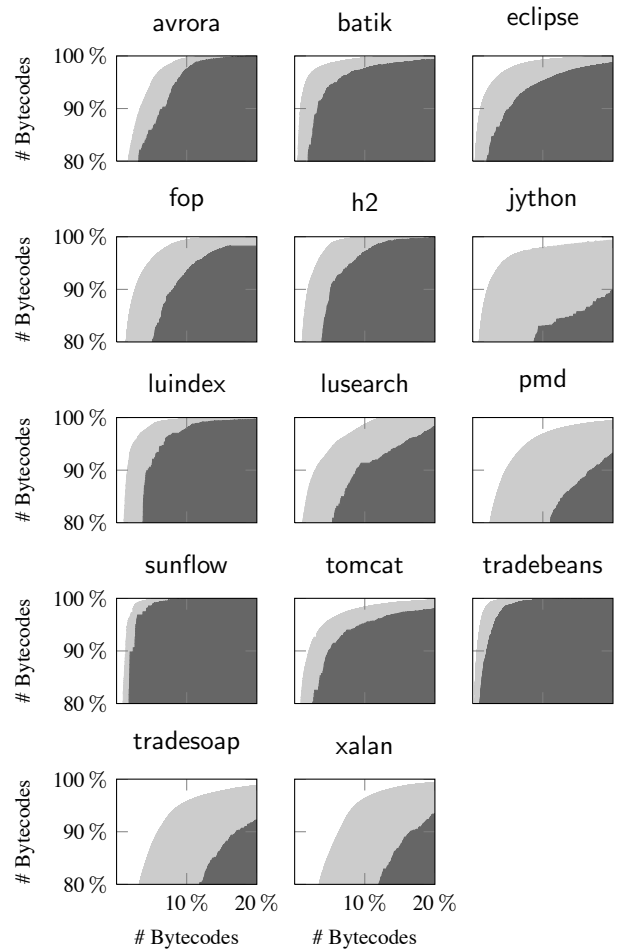 avrora batik eclipse
# Bytecodes
100 %
90 %
80 %
fop h2 jython
# Bytecodes
100 %
90 %
80 %
luindex lusearch pmd
# Bytecodes
100 %
90 %
80 %
sunflow tomcat tradebeans
# Bytecodes
100 %
90 %
80 %
tradesoap xalan
# Bytecodes
100 %
90 %
80 %
10 % 20 % 10 % 20 %
# Bytecodes # Bytecodes